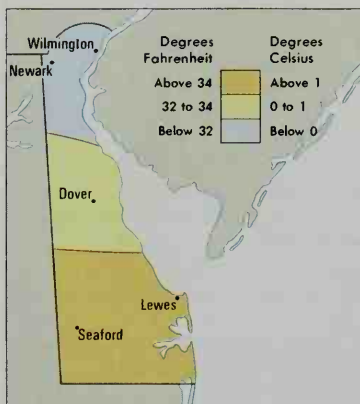 Wilmington
Newark
Degrees Fahrenheit
Degrees Celsius
Above 34
Above 1
32 to 34
0 to 1
Below 32
Below 0
Dover
Lewes
Seaford